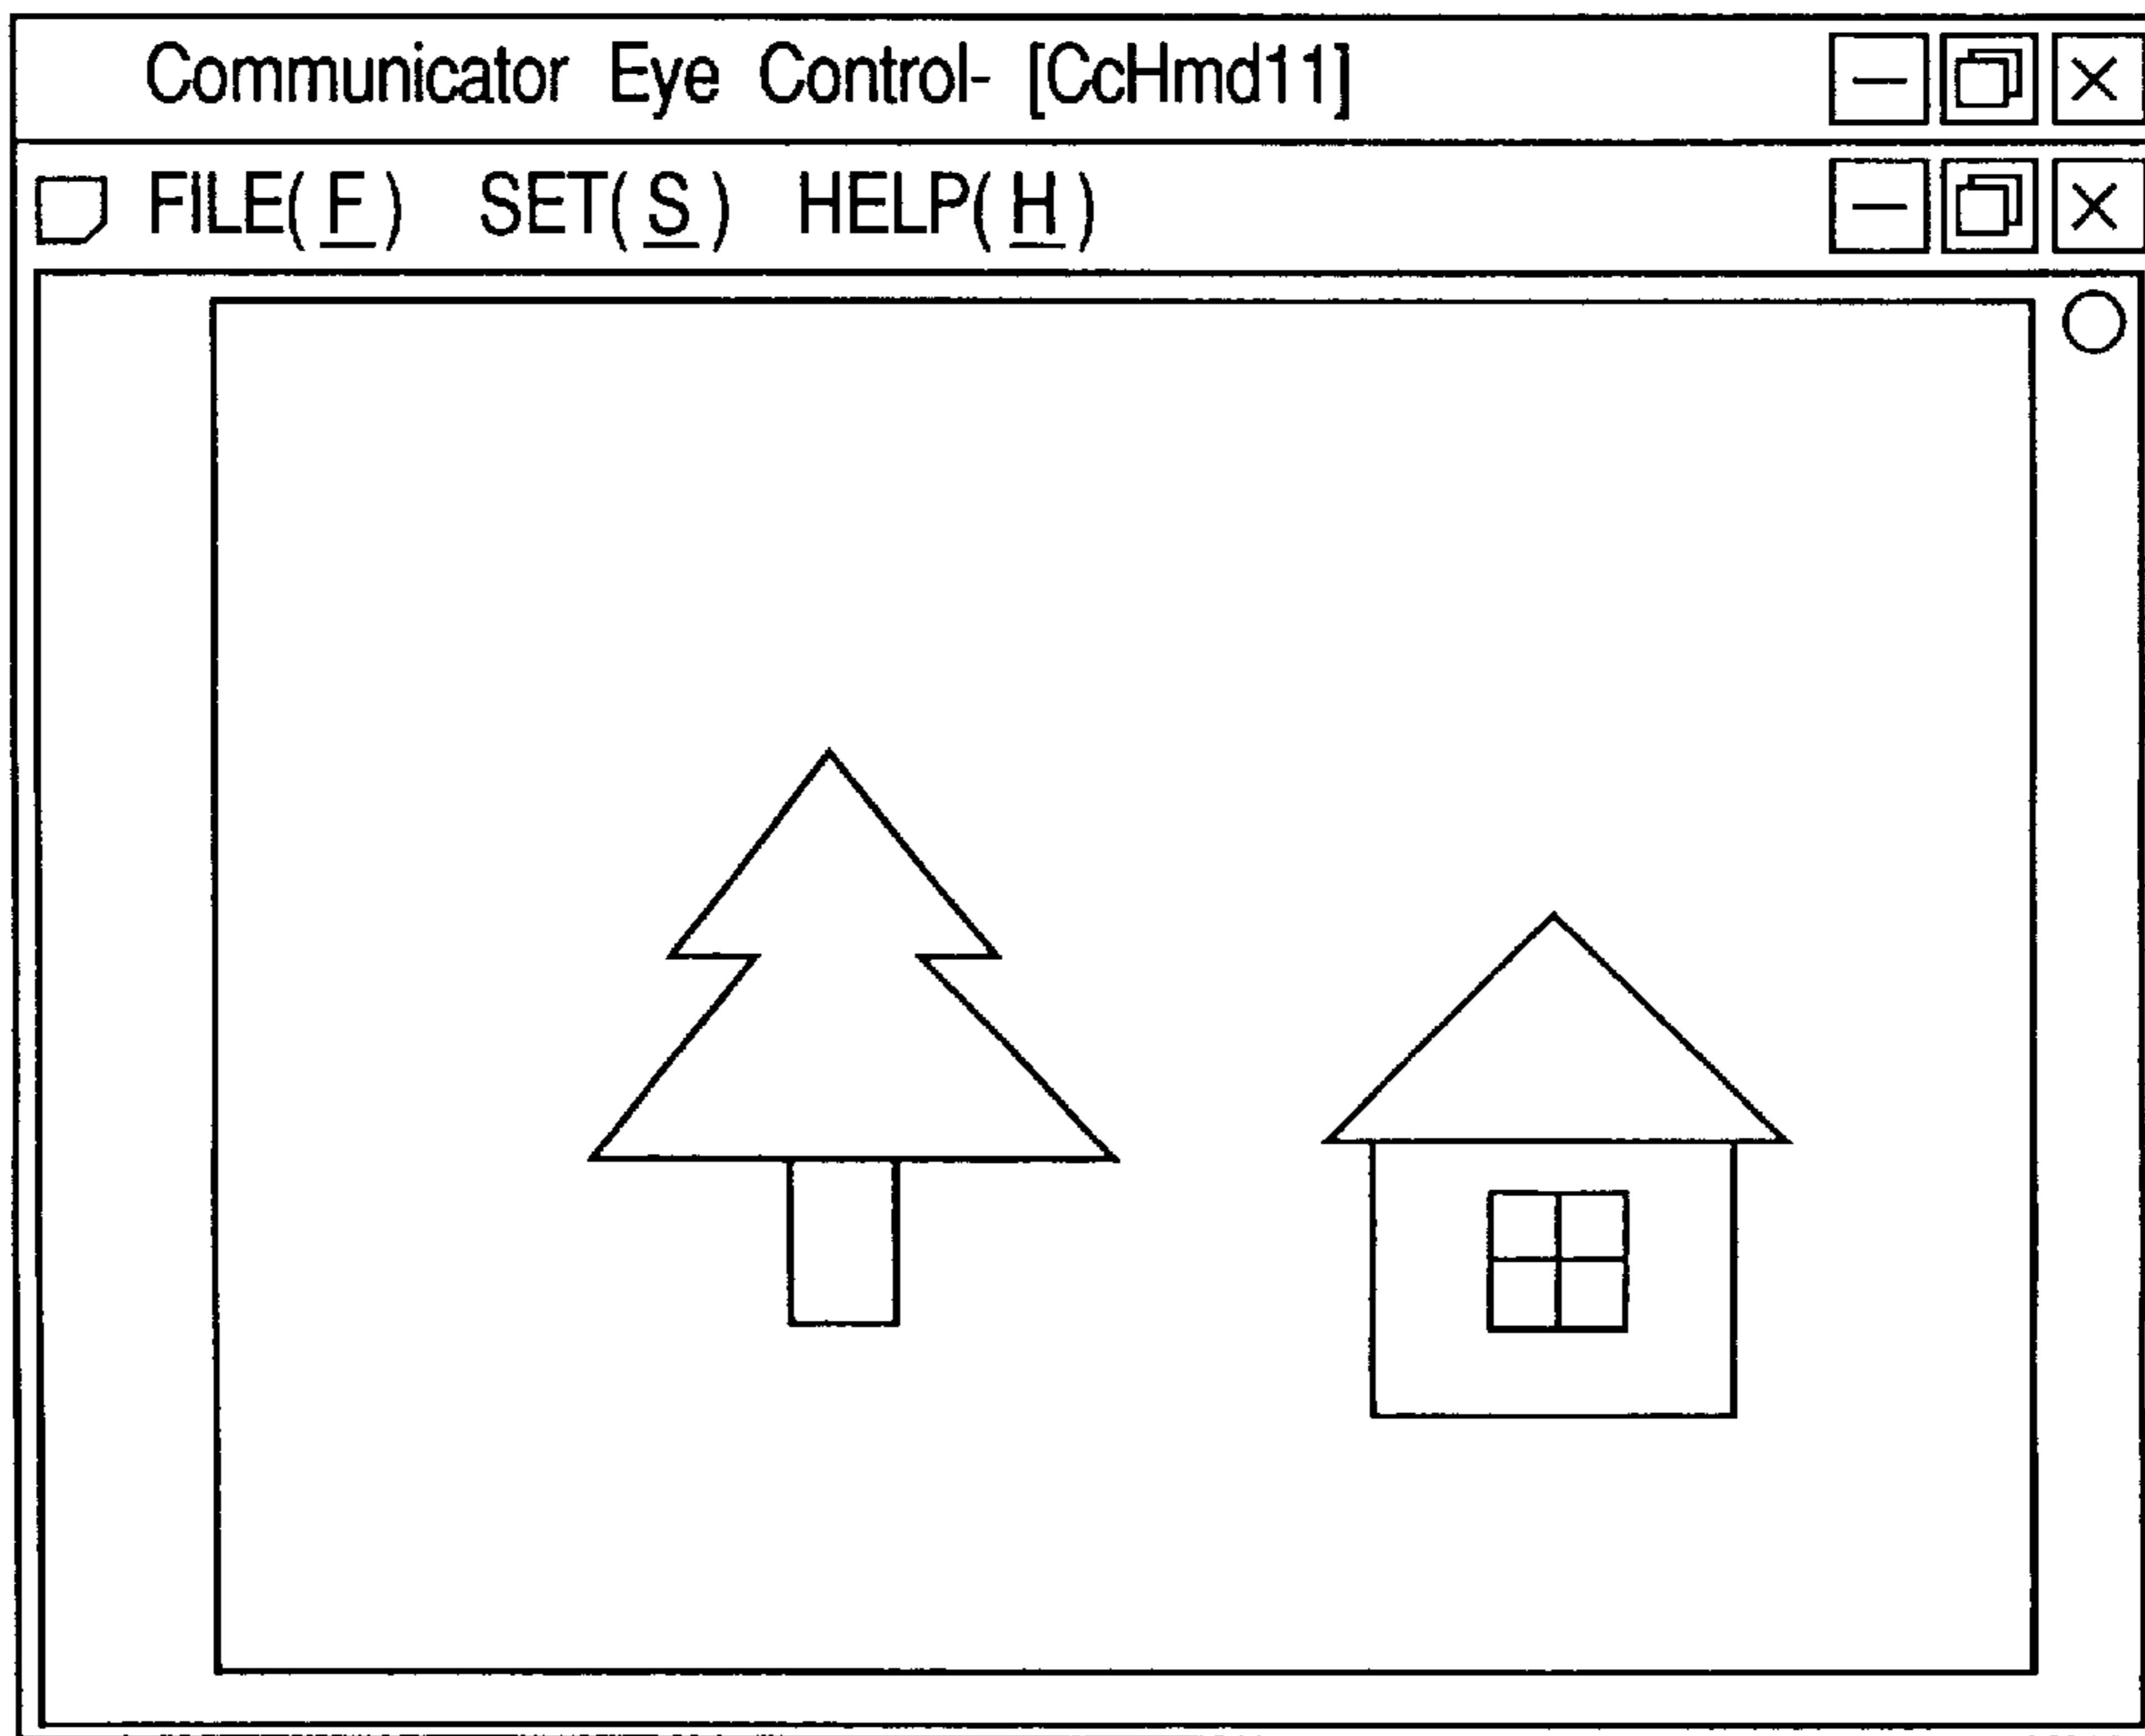 Communicator Eye Control- [CcHmd11]
FILE(F) SET(S) HELP(H)